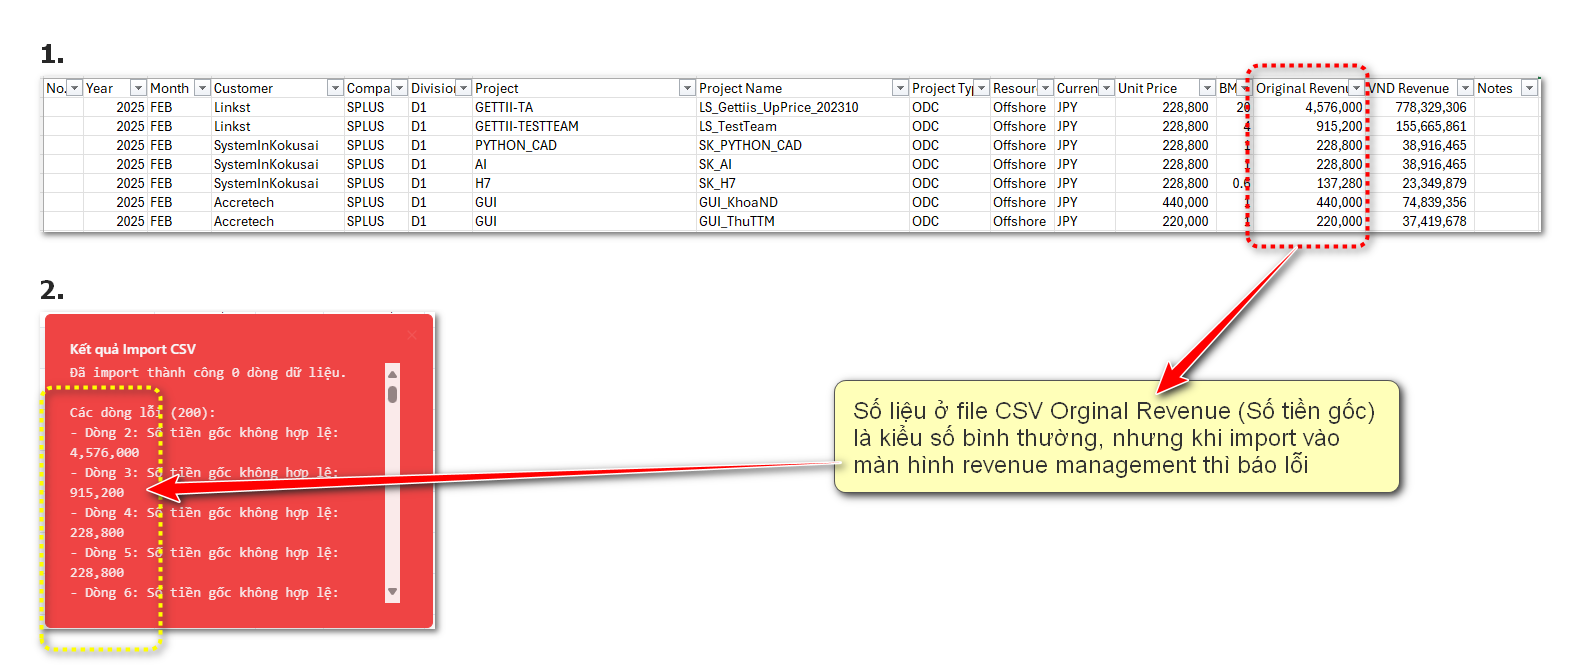 1.
No. Year Month Customer Compa Division Project Project Name Project Ty Resour Curren Unit Price BM Original Revenu VND Revenue Notes
2025 FEB Linkst SPLUS D1 GETTII-TA LS_Gettiis_UpPrice_202310 ODC Offshore JPY 228,800 20 4,576,000 778,329,306
2025 FEB Linkst SPLUS D1 GETTII-TESTTEAM LS_TestTeam ODC Offshore JPY 228,800 4 915,200 155,665,861
2025 FEB SystemInKokusai SPLUS D1 PYTHON_CAD SK_PYTHON_CAD ODC Offshore JPY 228,800 1 228,800 38,916,465
2025 FEB SystemInKokusai SPLUS D1 AI SK_AI ODC Offshore JPY 228,800 1 228,800 38,916,465
2025 FEB SystemInKokusai SPLUS D1 H7 SK_H7 ODC Offshore JPY 228,800 0.6 137,280 23,349,879
2025 FEB Accretech SPLUS D1 GUI GUI_KhoaND ODC Offshore JPY 440,000 1 440,000 74,839,356
2025 FEB Accretech SPLUS D1 GUI GUI_ThuTTM ODC Offshore JPY 220,000 1 220,000 37,419,678
2.
Kết quả Import CSV
Đã import thành công 0 dòng dữ liệu.
Các dòng lỗi (200):
- Dòng 2: Số tiền gốc không hợp lệ:
4,576,000
- Dòng 3: Số tiền gốc không hợp lệ:
915,200
- Dòng 4: Số tiền gốc không hợp lệ:
228,800
- Dòng 5: Số tiền gốc không hợp lệ:
228,800
- Dòng 6: Số tiền gốc không hợp lệ:
Số liệu ở file CSV Orginal Revenue (Số tiền gốc)
là kiểu số bình thường, nhưng khi import vào
màn hình revenue management thì báo lỗi